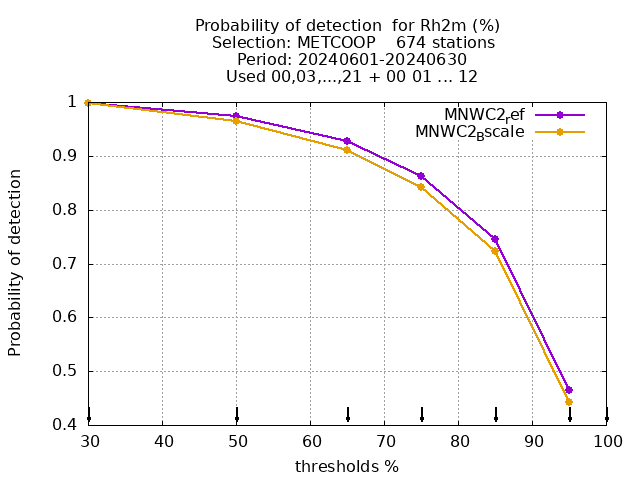 Probability of detection  for Rh2m (%)
Selection: METCOOP    674 stations
Period: 20240601-20240630
Used 00,03,...,21 + 00 01 ... 12
MNWC2ref
MNWC2Bscale
1
0.9
0.8
0.7
0.6
0.5
0.4
Probability of detection
30 40 50 60 70 80 90 100
thresholds %